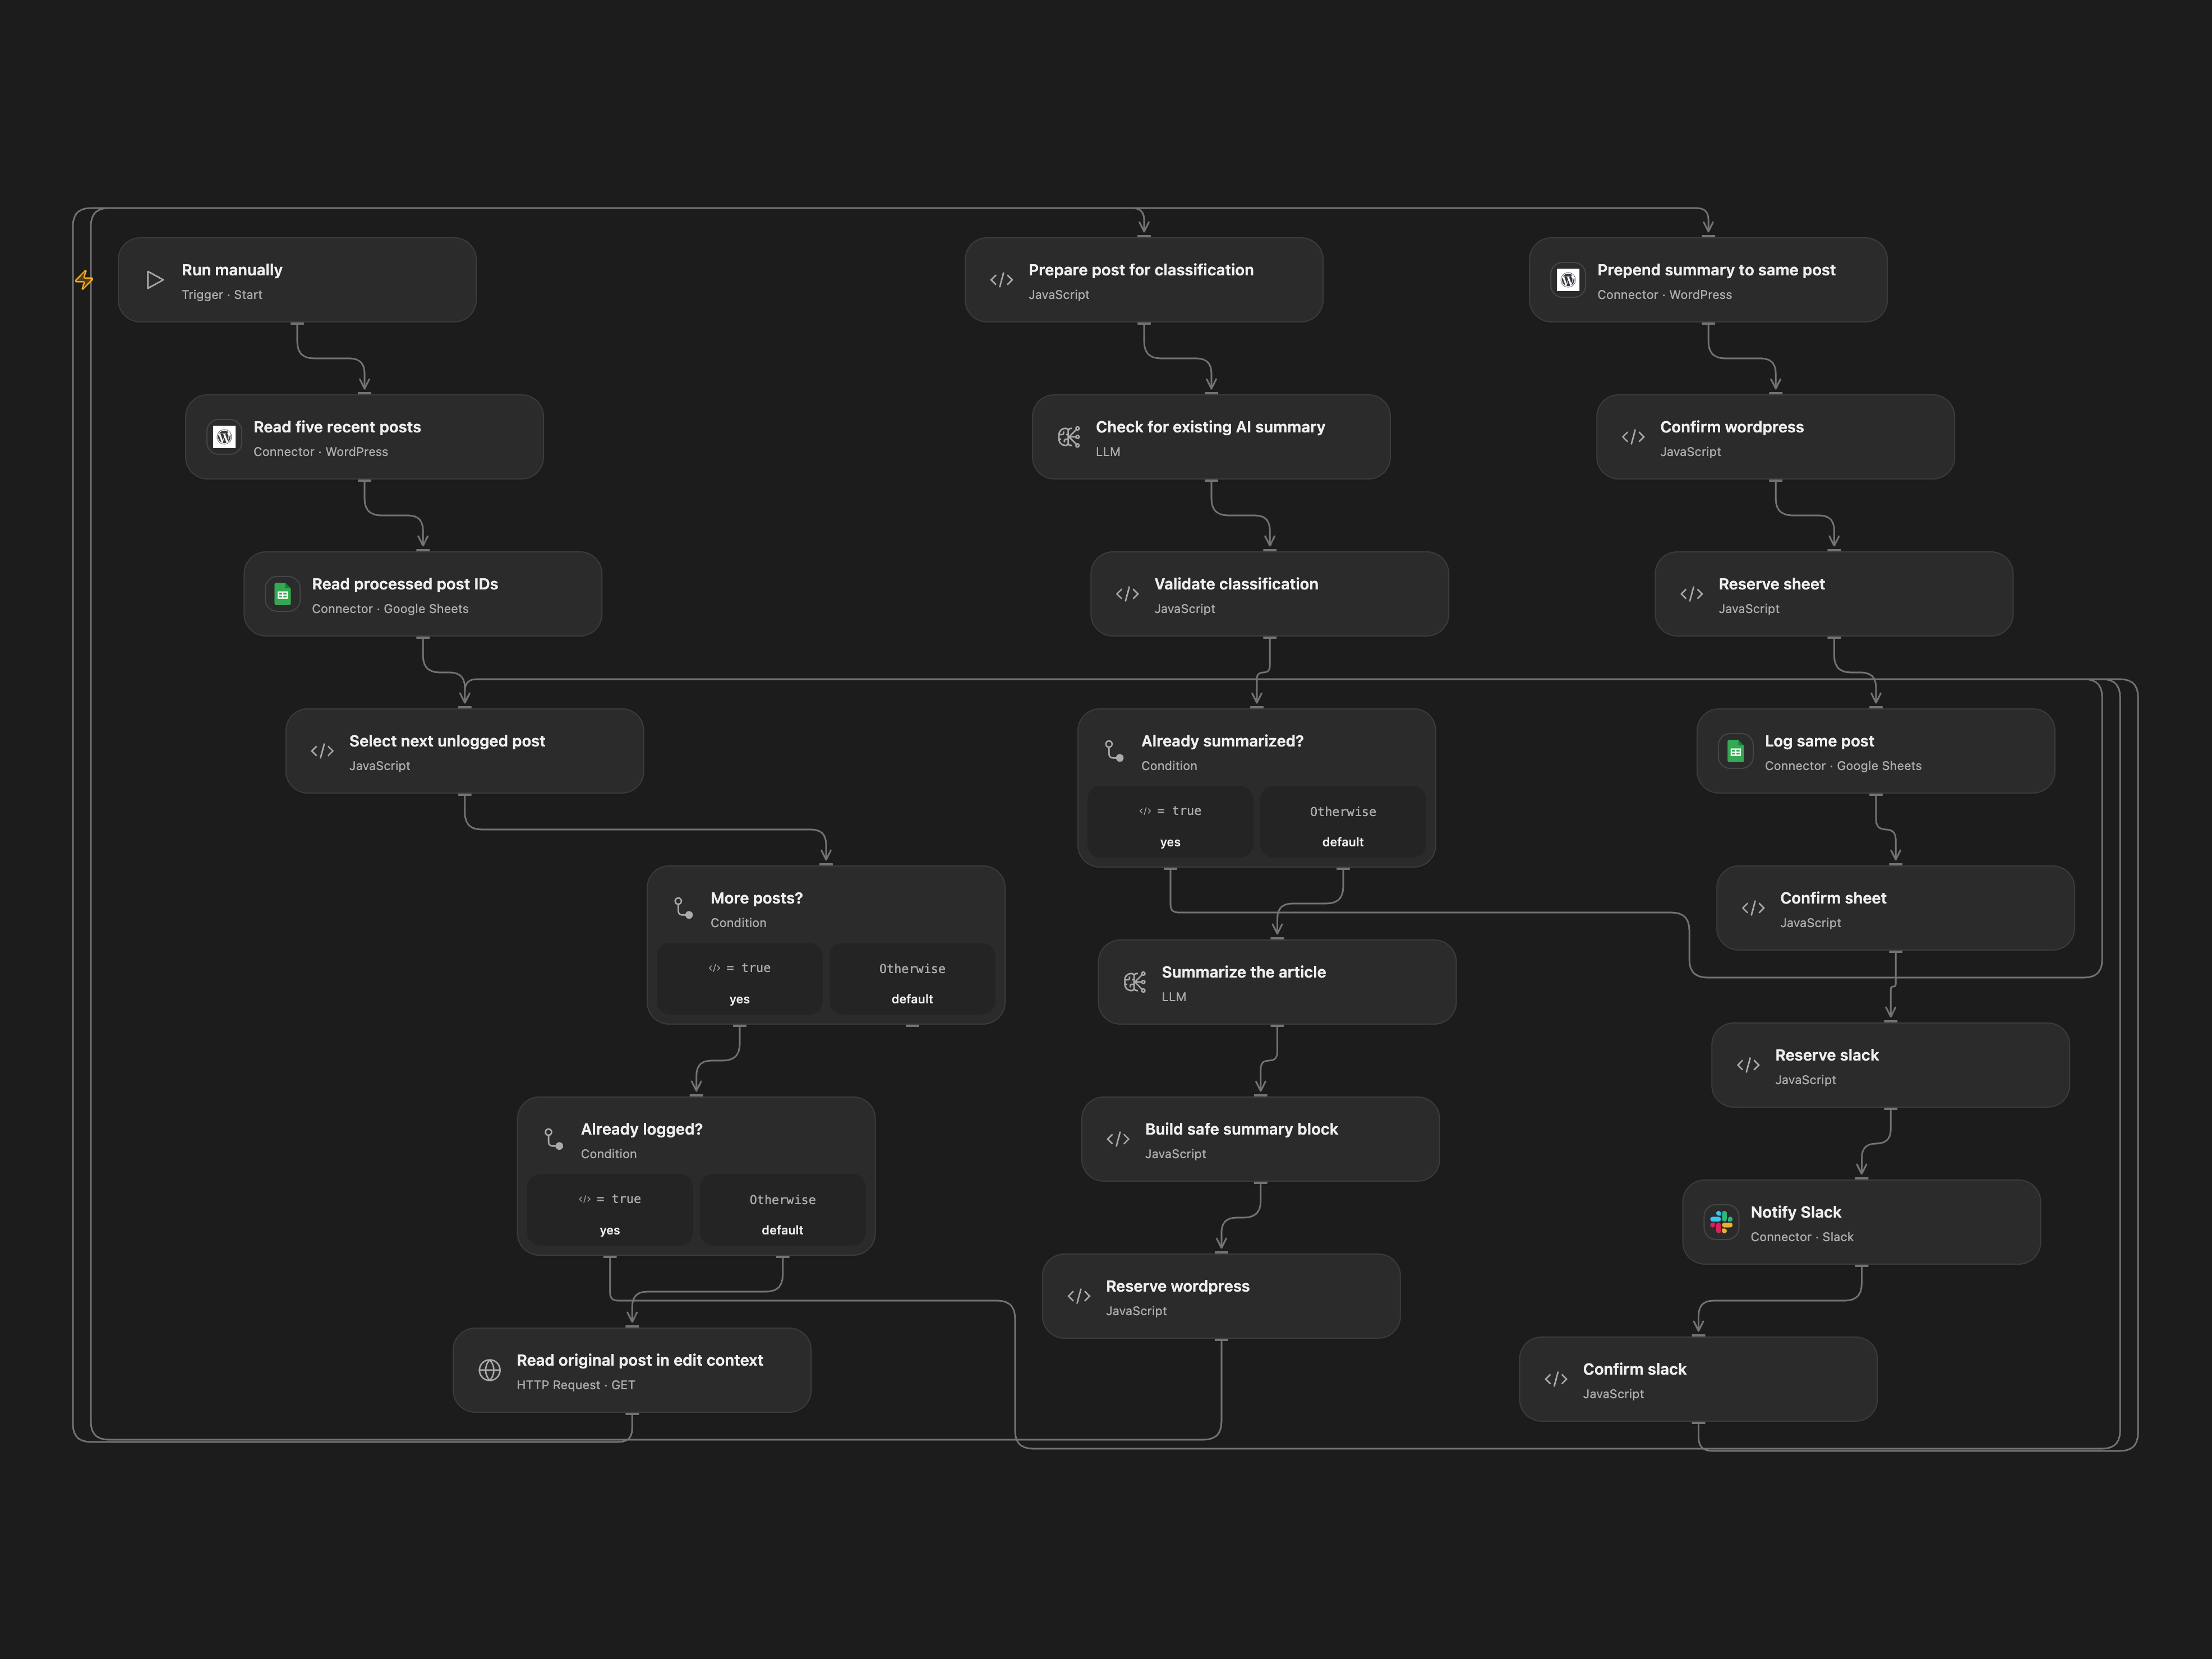 Run manually
Trigger · Start
Read five recent posts
Connector · WordPress
Read processed post IDs
Connector · Google Sheets
Select next unlogged post
JavaScript
More posts?
Condition
</> = true
yes
Otherwise
default
Already logged?
Condition
</> = true
yes
Otherwise
default
Read original post in edit context
HTTP Request · GET
Prepare post for classification
JavaScript
Check for existing AI summary
LLM
Validate classification
JavaScript
Already summarized?
Condition
</> = true
yes
Otherwise
default
Summarize the article
LLM
Build safe summary block
JavaScript
Reserve wordpress
JavaScript
Prepend summary to same post
Connector · WordPress
Confirm wordpress
JavaScript
Reserve sheet
JavaScript
Log same post
Connector · Google Sheets
Confirm sheet
JavaScript
Reserve slack
JavaScript
Notify Slack
Connector · Slack
Confirm slack
JavaScript